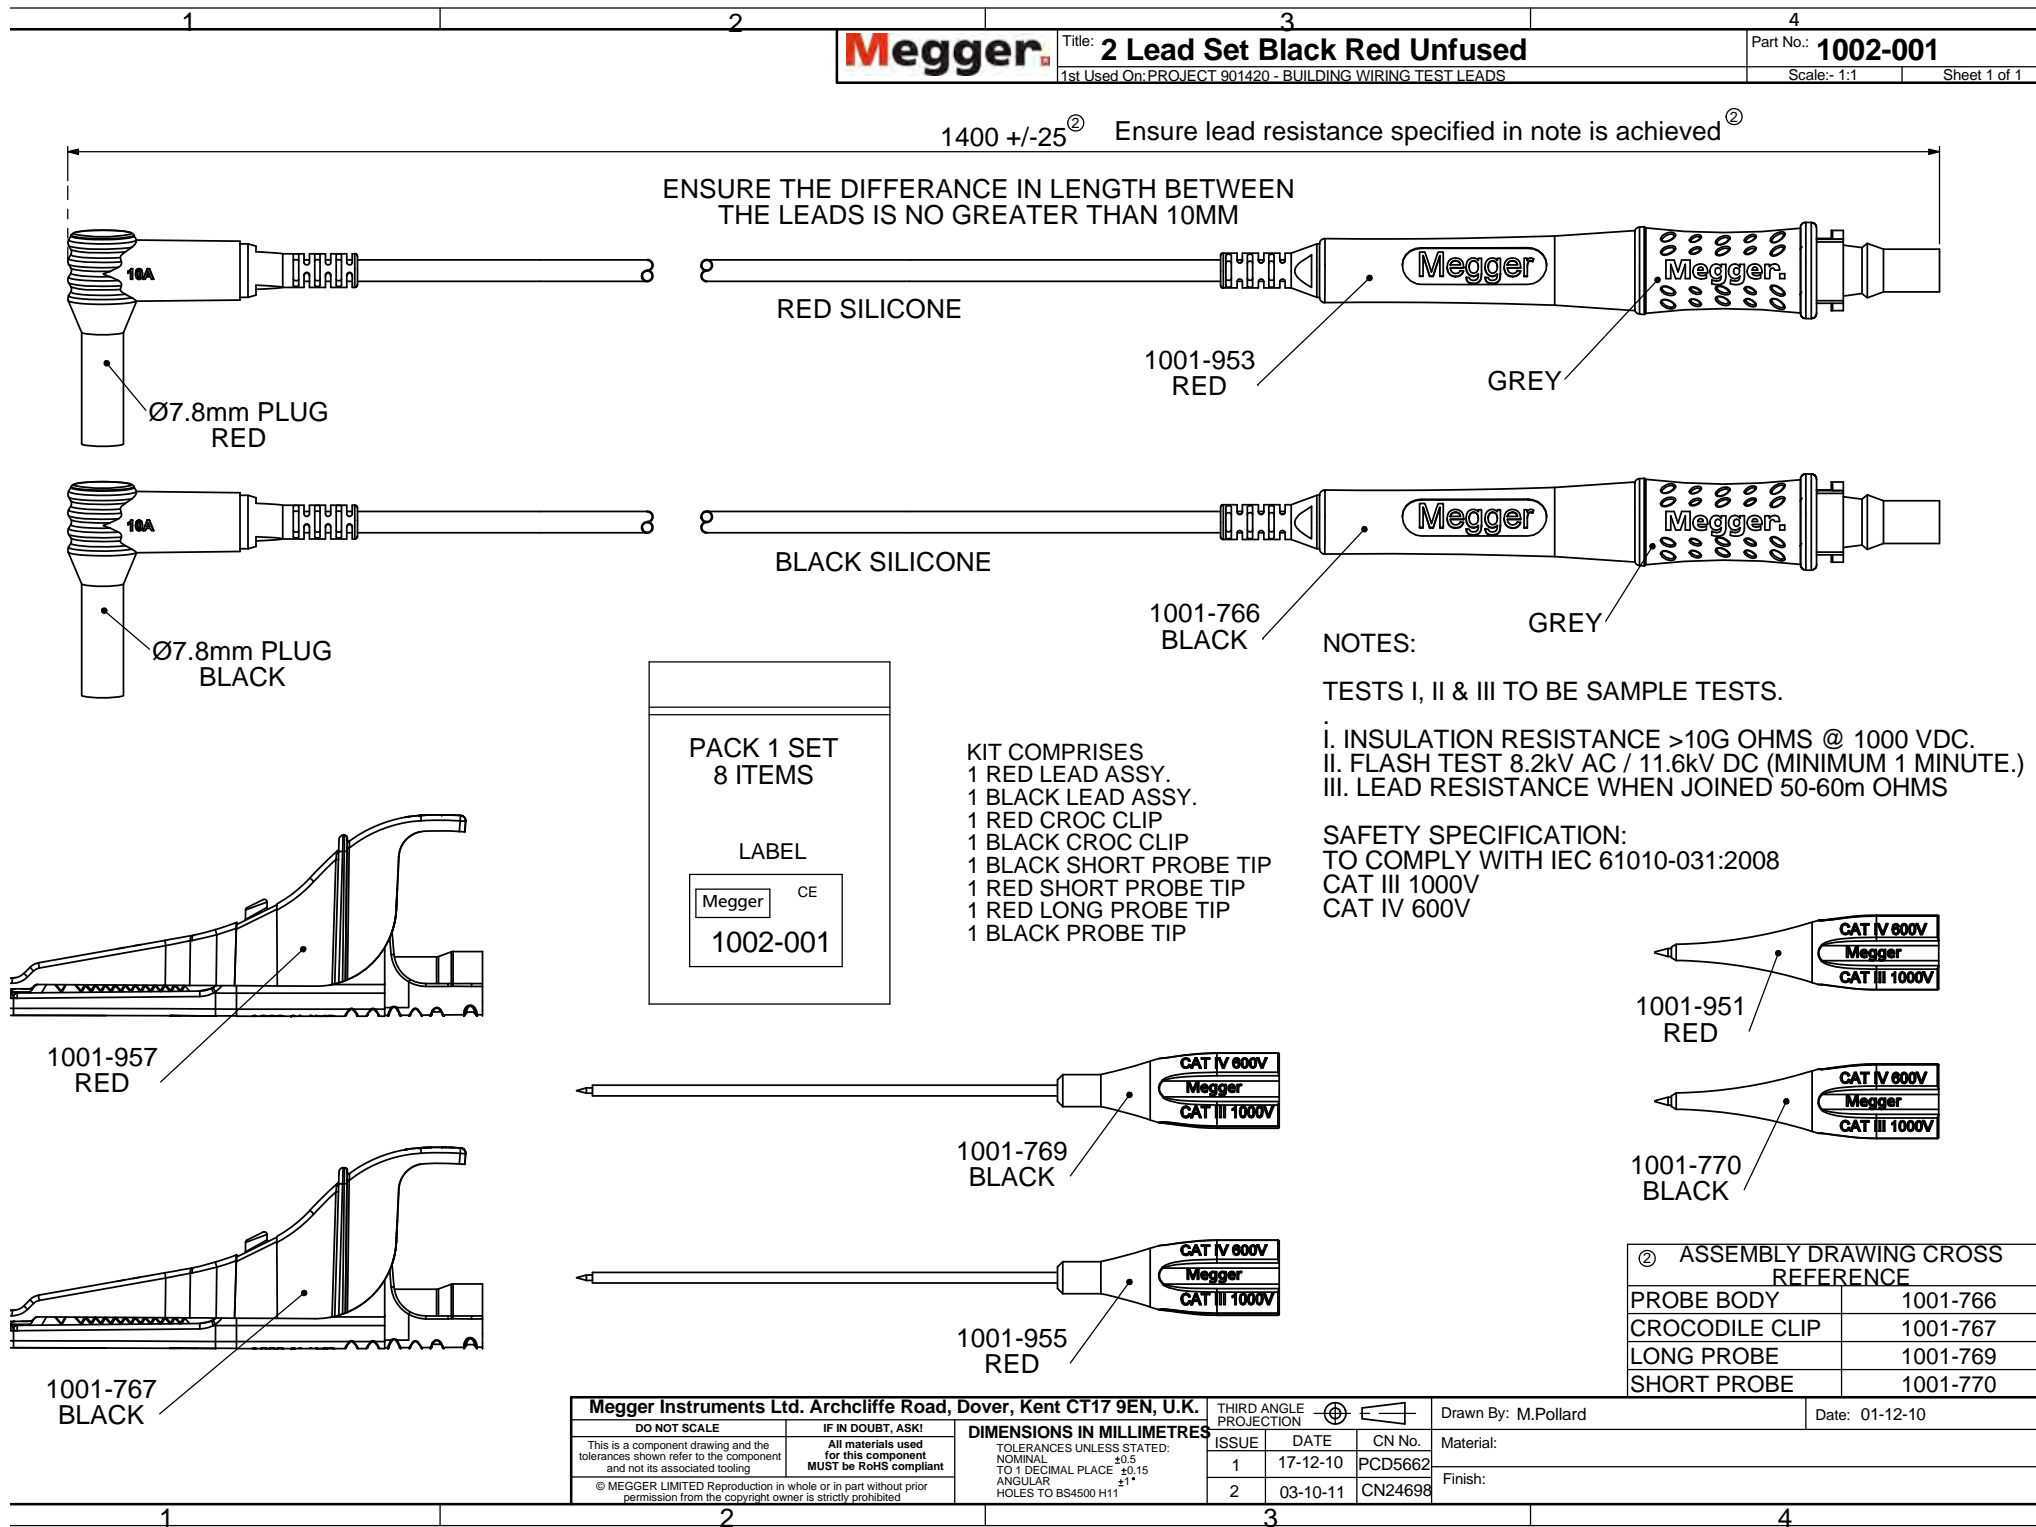 1 2 3 4
Megger.
Title: 2 Lead Set Black Red Unfused
Part No.: 1002-001
1st Used On: PROJECT 901420 - BUILDING WIRING TEST LEADS
Scale:- 1:1
Sheet 1 of 1
1400 +/-25 ② Ensure lead resistance specified in note is achieved ②
ENSURE THE DIFFERANCE IN LENGTH BETWEEN
THE LEADS IS NO GREATER THAN 10MM
10A
Megger
Megger.
RED SILICONE
1001-953
RED
GREY
Ø7.8mm PLUG
RED
10A
Megger
Megger.
BLACK SILICONE
1001-766
BLACK
GREY
Ø7.8mm PLUG
BLACK
NOTES:
TESTS I, II & III TO BE SAMPLE TESTS.
.
I. INSULATION RESISTANCE >10G OHMS @ 1000 VDC.
II. FLASH TEST 8.2kV AC / 11.6kV DC (MINIMUM 1 MINUTE.)
III. LEAD RESISTANCE WHEN JOINED 50-60m OHMS
SAFETY SPECIFICATION:
TO COMPLY WITH IEC 61010-031:2008
CAT III 1000V
CAT IV 600V
PACK 1 SET
8 ITEMS
LABEL
Megger
CE
1002-001
KIT COMPRISES
1 RED LEAD ASSY.
1 BLACK LEAD ASSY.
1 RED CROC CLIP
1 BLACK CROC CLIP
1 BLACK SHORT PROBE TIP
1 RED SHORT PROBE TIP
1 RED LONG PROBE TIP
1 BLACK PROBE TIP
CAT IV 600V
Megger
CAT III 1000V
1001-951
RED
1001-957
RED
CAT IV 600V
Megger
CAT III 1000V
1001-769
BLACK
CAT IV 600V
Megger
CAT III 1000V
1001-770
BLACK
CAT IV 600V
Megger
CAT III 1000V
1001-955
RED
1001-767
BLACK
② ASSEMBLY DRAWING CROSS
REFERENCE
PROBE BODY 1001-766
CROCODILE CLIP 1001-767
LONG PROBE 1001-769
SHORT PROBE 1001-770
Megger Instruments Ltd. Archcliffe Road, Dover, Kent CT17 9EN, U.K.
DO NOT SCALE
This is a component drawing and the
tolerances shown refer to the component
and not its associated tooling
IF IN DOUBT, ASK!
All materials used
for this component
MUST be RoHS compliant
© MEGGER LIMITED Reproduction in whole or in part without prior
permission from the copyright owner is strictly prohibited
DIMENSIONS IN MILLIMETRES
TOLERANCES UNLESS STATED:
NOMINAL ±0.5
TO 1 DECIMAL PLACE ±0.15
ANGULAR ±1°
HOLES TO BS4500 H11
THIRD ANGLE
PROJECTION
ISSUE DATE CN No.
1 17-12-10 PCD5662
2 03-10-11 CN24698
Drawn By: M.Pollard
Date: 01-12-10
Material:
Finish:
1 2 3 4